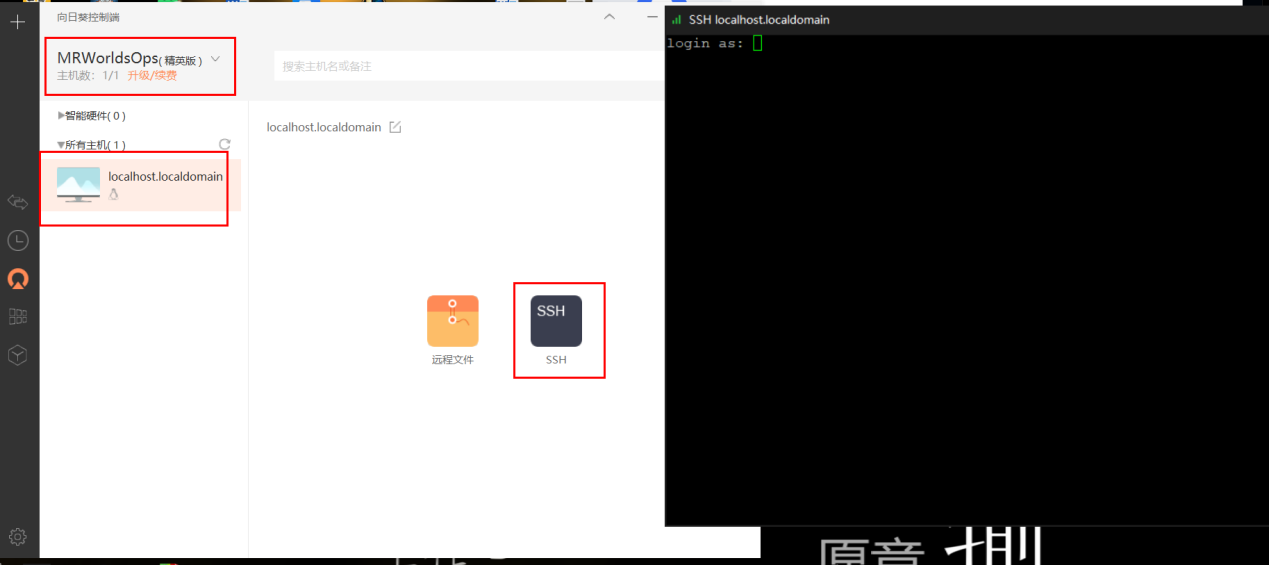 向日葵控制端
MRWorldsOps(精英版)
主机数：1/1 升级/续费
搜索主机名或备注
智能硬件( 0 )
所有主机( 1 )
localhost.localdomain
localhost.localdomain
SSH
远程文件
SSH
SSH localhost.localdomain
login as: